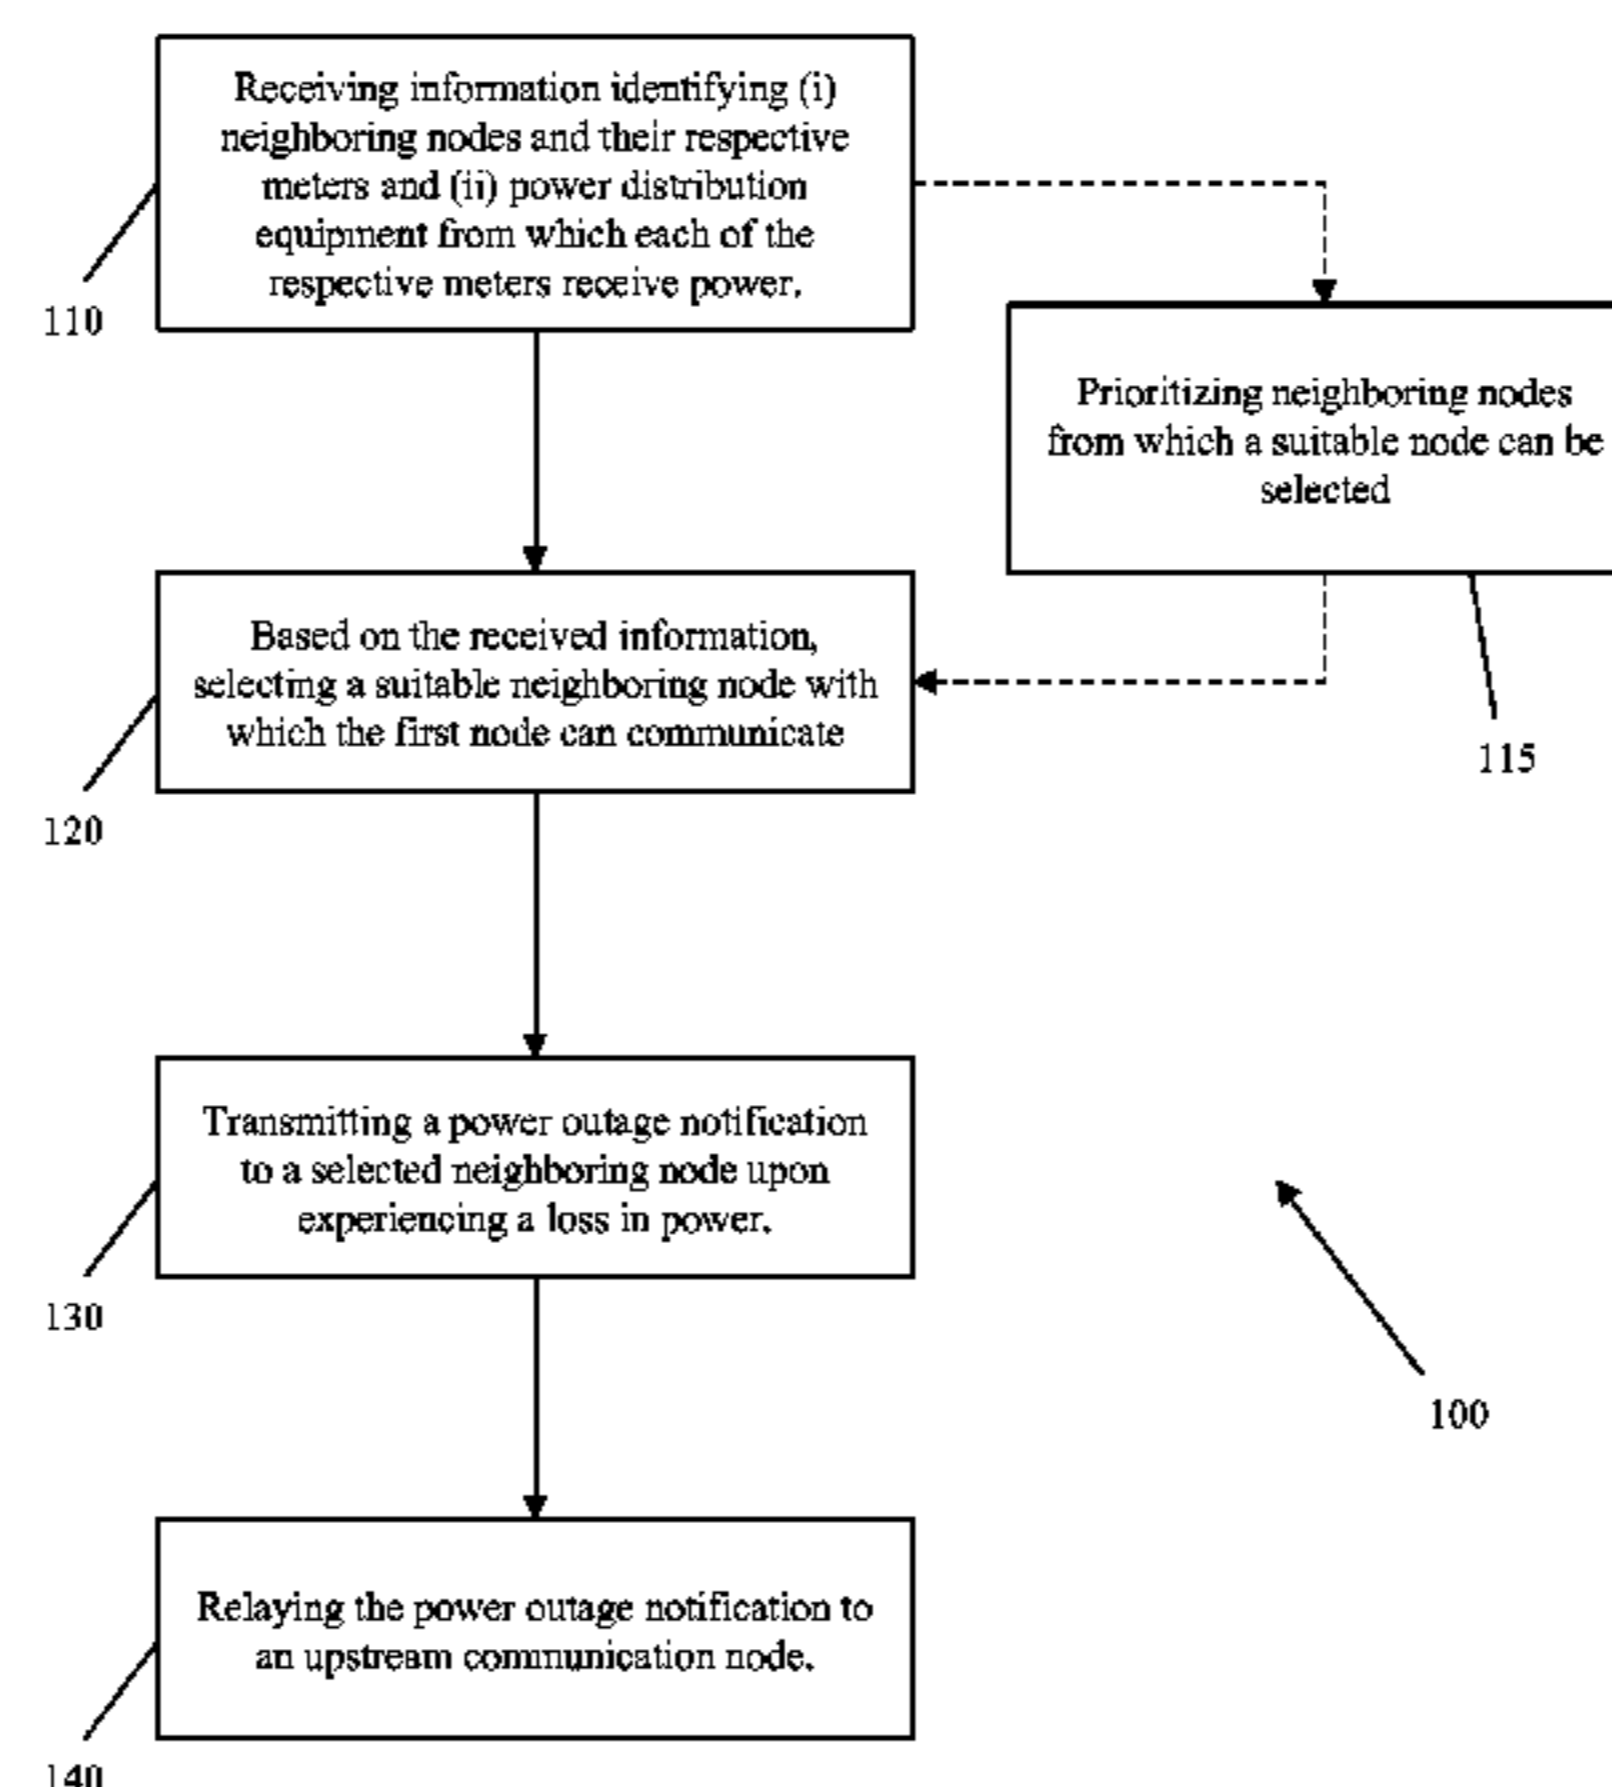 Receiving information identifying (i)
neighboring nodes and their respective
meters and (ii) power distribution
equipment from which each of the
respective meters receive power.
110
Prioritizing neighboring nodes
from which a suitable node can be
selected
115
Based on the received information,
selecting a suitable neighboring node with
which the first node can communicate
120
Transmitting a power outage notification
to a selected neighboring node upon
experiencing a loss in power.
130
100
Relaying the power outage notification to
an upstream communication node.
140